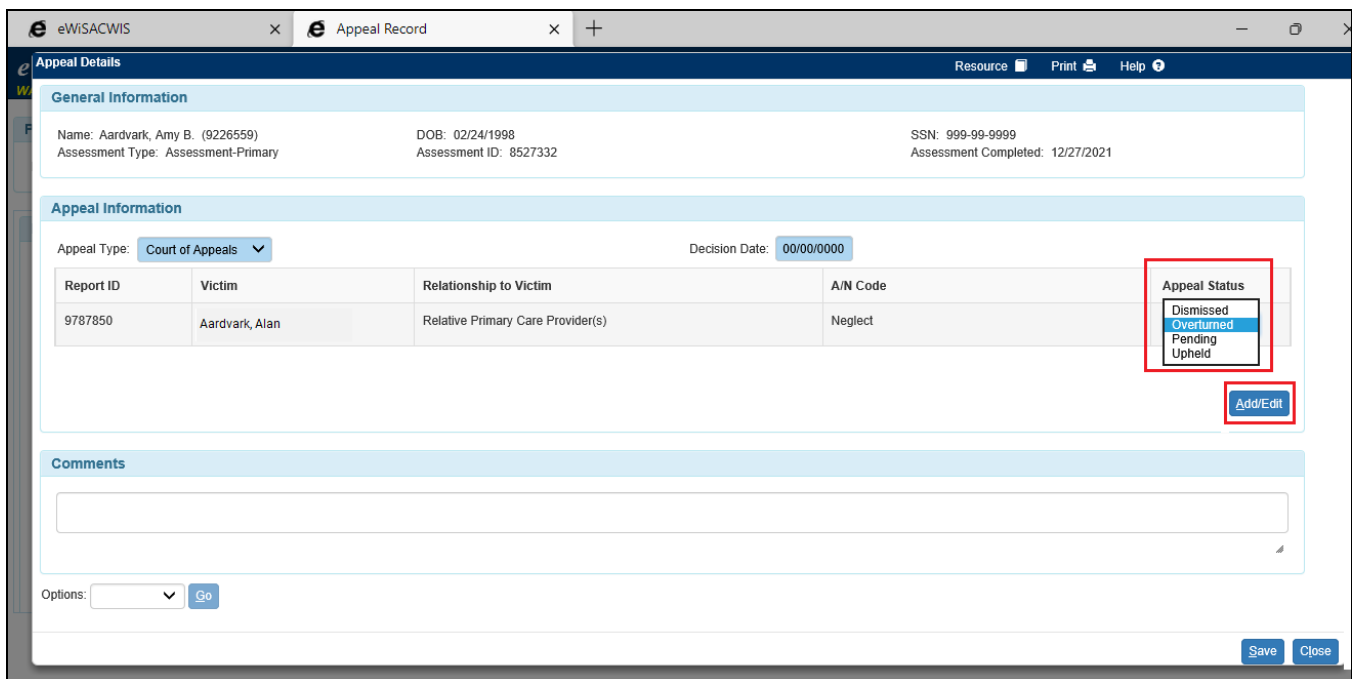 eWiSACWIS
Appeal Record
Appeal Details Resource Print Help
General Information
Name: Aardvark, Amy B. (9226559) DOB: 02/24/1998 SSN: 999-99-9999
Assessment Type: Assessment-Primary Assessment ID: 8527332 Assessment Completed: 12/27/2021
Appeal Information
Appeal Type: Court of Appeals Decision Date: 00/00/0000
Report ID Victim Relationship to Victim A/N Code Appeal Status
9787850 Aardvark, Alan Relative Primary Care Provider(s) Neglect
Dismissed
Overturned
Pending
Upheld
Add/Edit
Comments
Options: Go
Save Close